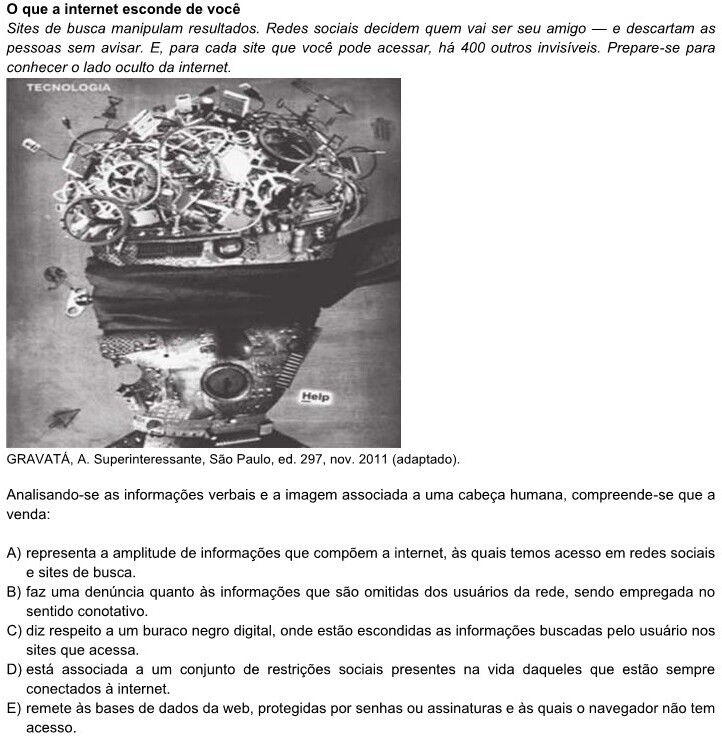 O que a internet esconde de você
Sites de busca manipulam resultados. Redes sociais decidem quem vai ser seu amigo — e descartam as
pessoas sem avisar. E, para cada site que você pode acessar, há 400 outros invisíveis. Prepare-se para
conhecer o lado oculto da internet.
TECNOLOGIA
Help
GRAVATÁ, A. Superinteressante, São Paulo, ed. 297, nov. 2011 (adaptado).
Analisando-se as informações verbais e a imagem associada a uma cabeça humana, compreende-se que a
venda:
A) representa a amplitude de informações que compõem a internet, às quais temos acesso em redes sociais
e sites de busca.
B) faz uma denúncia quanto às informações que são omitidas dos usuários da rede, sendo empregada no
sentido conotativo.
C) diz respeito a um buraco negro digital, onde estão escondidas as informações buscadas pelo usuário nos
sites que acessa.
D) está associada a um conjunto de restrições sociais presentes na vida daqueles que estão sempre
conectados à internet.
E) remete às bases de dados da web, protegidas por senhas ou assinaturas e às quais o navegador não tem
acesso.